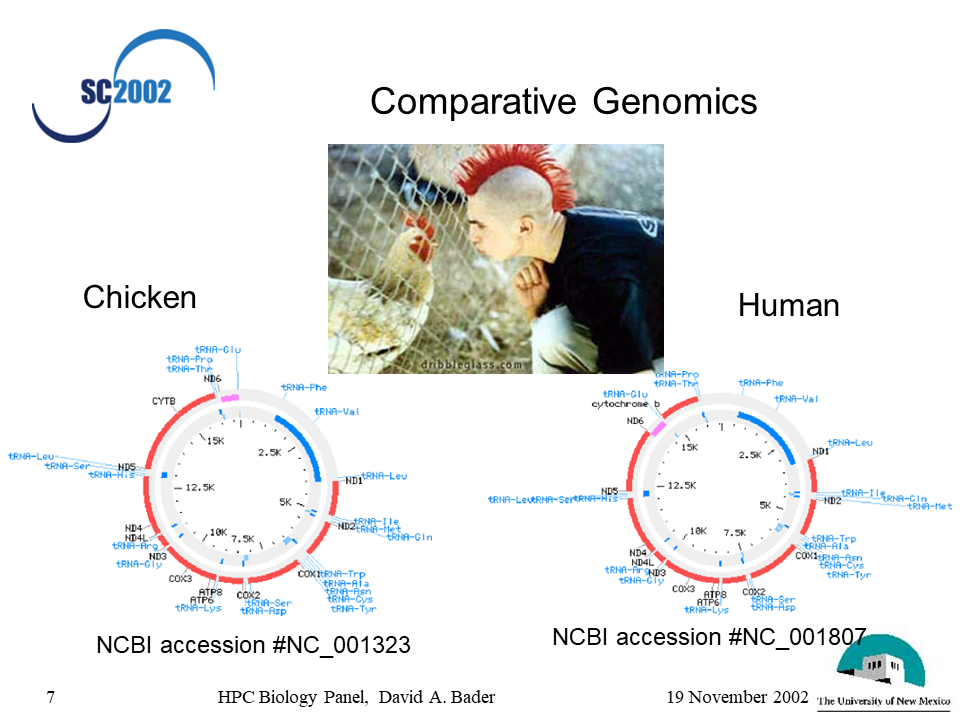 SC2002
Comparative Genomics
dribbleglass.com
Chicken
Human
tRNA-Glu
tRNA-Pro
tRNA-Thr
ND6
tRNA-Phe
CYTB
tRNA-Val
15K
2.5K
tRNA-Leu
tRNA-Ser
tRNA-His
ND5
12.5K
ND1
tRNA-Leu
5K
ND4
ND4L
tRNA-Arg
ND3
tRNA-Gly
10K
7.5K
ND2
tRNA-Ile
tRNA-Met
tRNA-Gln
COX3
ATP8
ATP6
tRNA-Lys
COX2
tRNA-Ser
tRNA-Asp
COX1
tRNA-Trp
tRNA-Ala
tRNA-Asn
tRNA-Cys
tRNA-Tyr
tRNA-Pro
tRNA-Thr
tRNA-Glu
cytochrome b
ND6
tRNA-Phe
tRNA-Val
15K
2.5K
ND1
tRNA-Leu
ND5
tRNA-Leu
tRNA-Ser
tRNA-His
12.5K
5K
ND2
tRNA-Ile
tRNA-Gln
tRNA-Met
ND4
ND4L
tRNA-Arg
ND3
tRNA-Gly
10K
7.5K
COX1
tRNA-Trp
tRNA-Ala
tRNA-Asn
tRNA-Cys
tRNA-Tyr
COX3
ATP8
ATP6
tRNA-Lys
COX2
tRNA-Ser
tRNA-Asp
NCBI accession #NC_001323
NCBI accession #NC_001807
7
HPC Biology Panel, David A. Bader
19 November 2002
The University of New Mexico